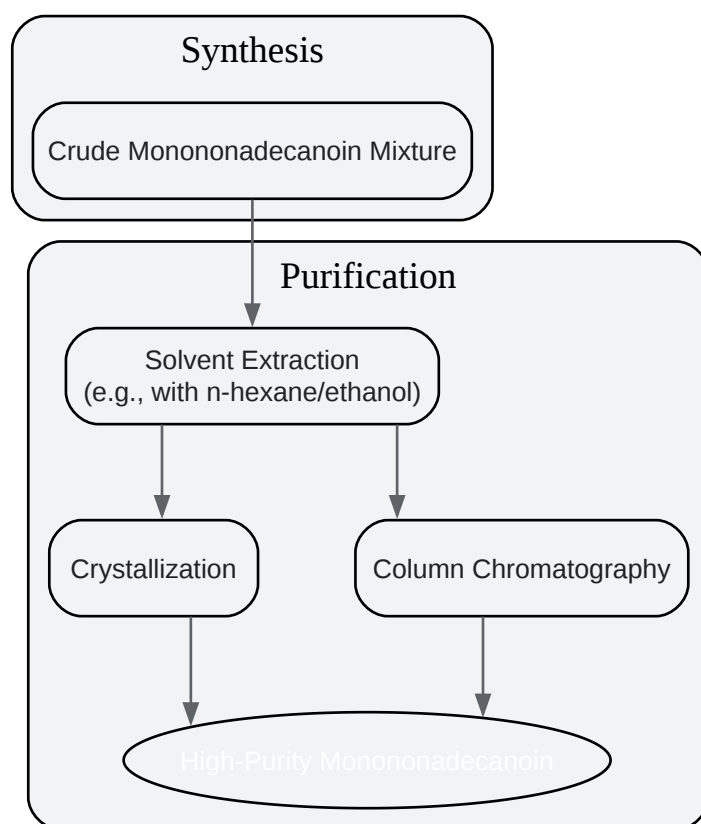 Synthesis
Crude Monononadecanoin Mixture
Purification
Solvent Extraction
(e.g., with n-hexane/ethanol)
Crystallization
Column Chromatography
High-Purity Monononadecanoin